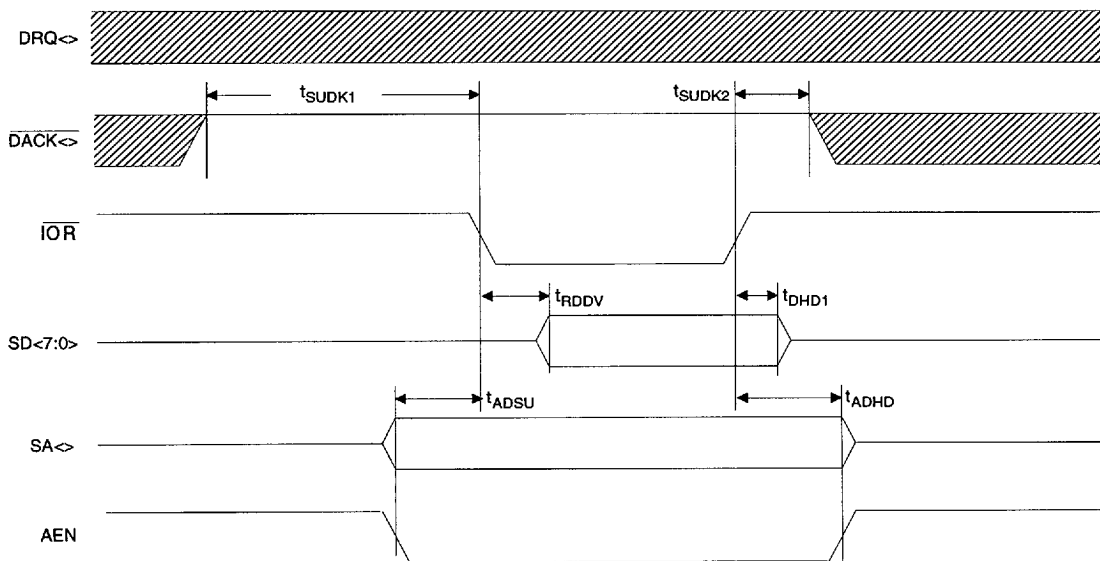 DRQ<>
tSUDK1 tSUDK2
DACK<>
IOR
tRDDV tDHD1
SD<7:0>
tADSU tADHD
SA<>
AEN